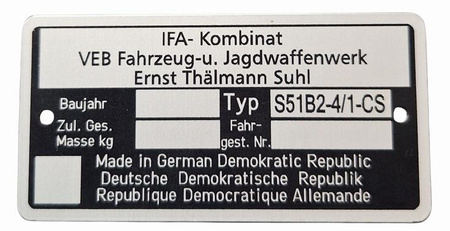 IFA- Kombinat
VEB Fahrzeug-u. Jagdwaffenwerk
Ernst Thälmann Suhl
Baujahr Typ S51B2-4/1-CS
Zul. Ges. Fahr-
Masse kg gest. Nr.
Made in German Demokratic Republic
Deutsche Demokratische Republik
Republique Democratique Allemande